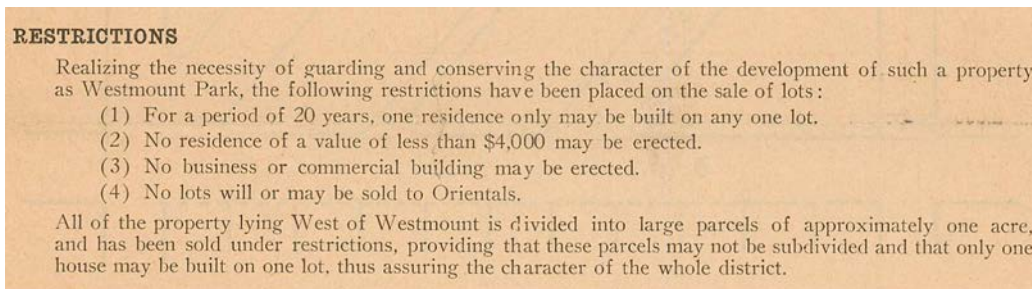 RESTRICTIONS
Realizing the necessity of guarding and conserving the character of the development of such a property
as Westmount Park, the following restrictions have been placed on the sale of lots:
(1) For a period of 20 years, one residence only may be built on any one lot.
(2) No residence of a value of less than $4,000 may be erected.
(3) No business or commercial building may be erected.
(4) No lots will or may be sold to Orientals.
All of the property lying West of Westmount is divided into large parcels of approximately one acre,
and has been sold under restrictions, providing that these parcels may not be subdivided and that only one
house may be built on one lot, thus assuring the character of the whole district.